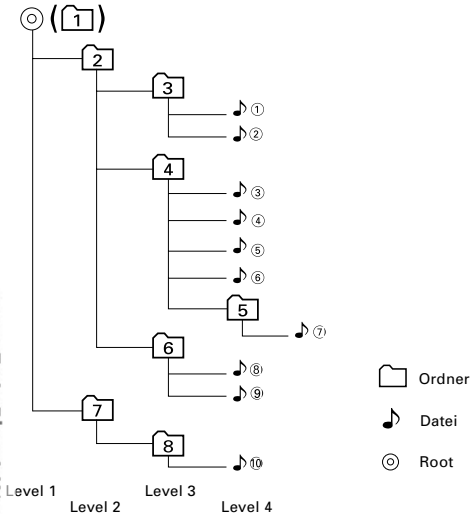 (1)
2
3
①
②
4
③
④
⑤
⑥
5
⑦
6
⑧
⑨
7
8
⑩
Ordner
Datei
Root
Level 1
Level 2
Level 3
Level 4